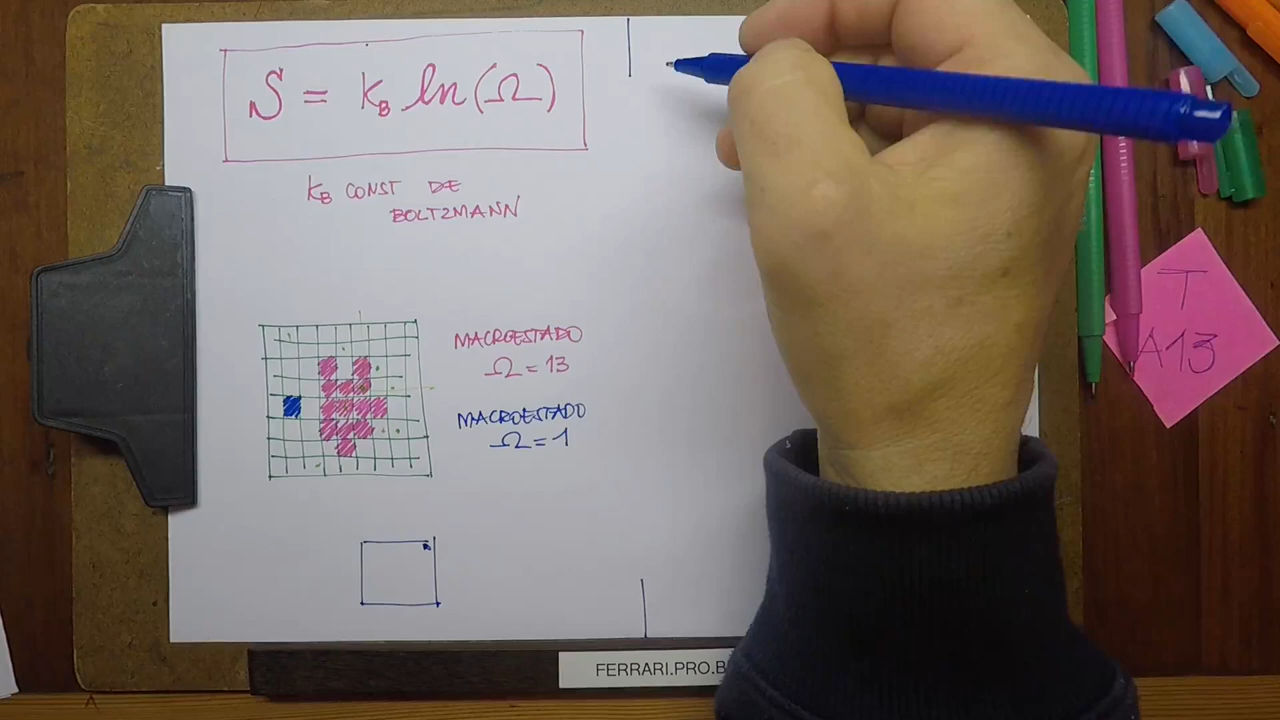 S = k_B ln(Ω)
k_B CONST DE
BOLTZMANN
MACROESTADO
Ω = 13
MACROESTADO
Ω = 1
T
A13
FERRARI.PRO.B